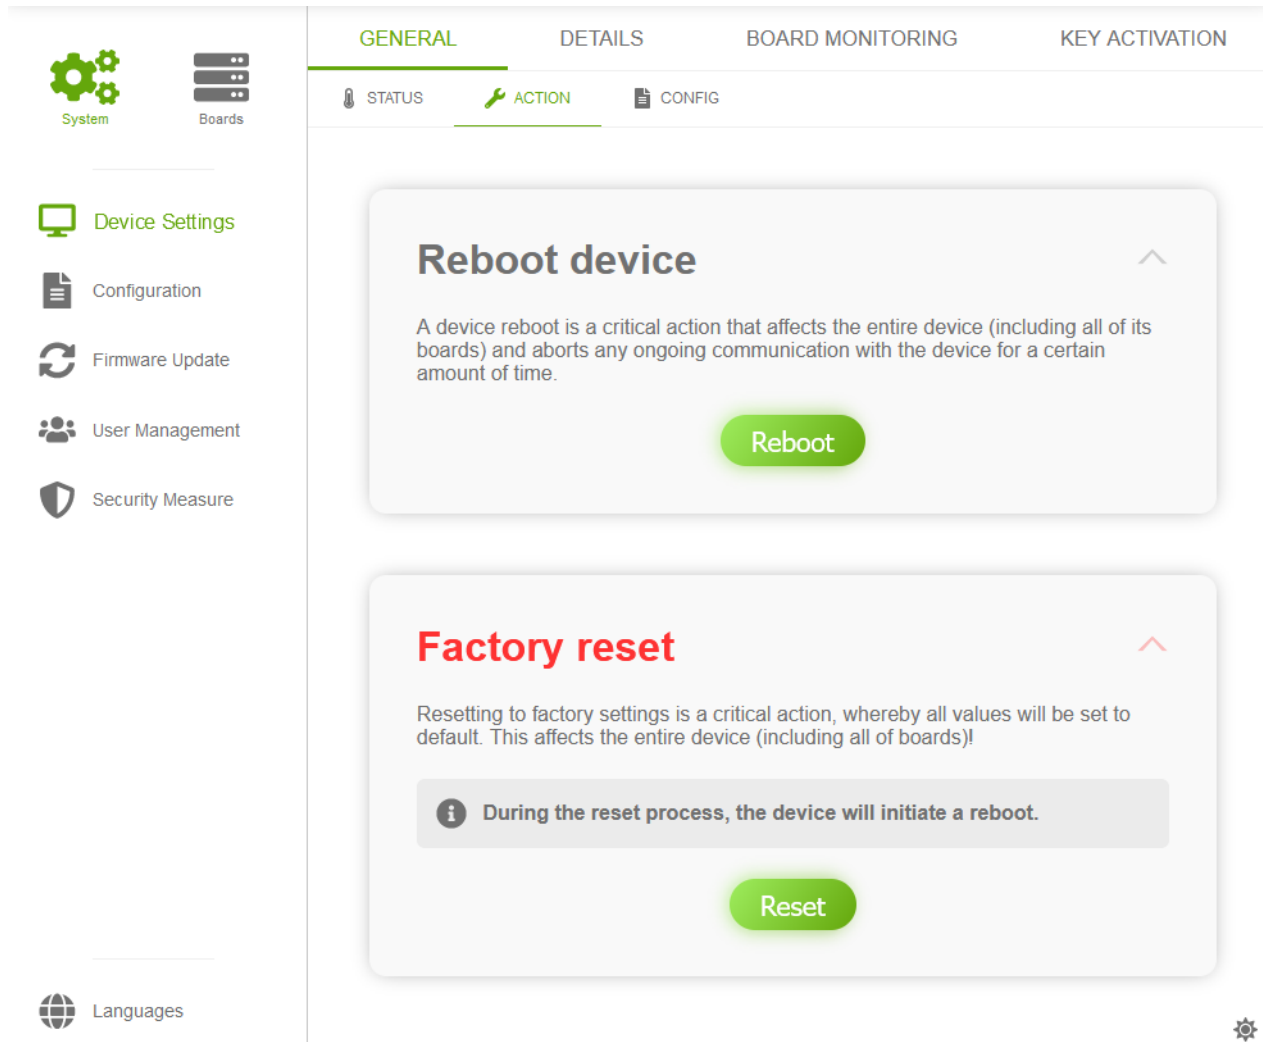 GENERAL
DETAILS
BOARD MONITORING
KEY ACTIVATION
STATUS
ACTION
CONFIG
System
Boards
Device Settings
Configuration
Firmware Update
User Management
Security Measure
Languages
Reboot device
A device reboot is a critical action that affects the entire device (including all of its
boards) and aborts any ongoing communication with the device for a certain
amount of time.
Reboot
Factory reset
Resetting to factory settings is a critical action, whereby all values will be set to
default. This affects the entire device (including all of boards)!
During the reset process, the device will initiate a reboot.
Reset